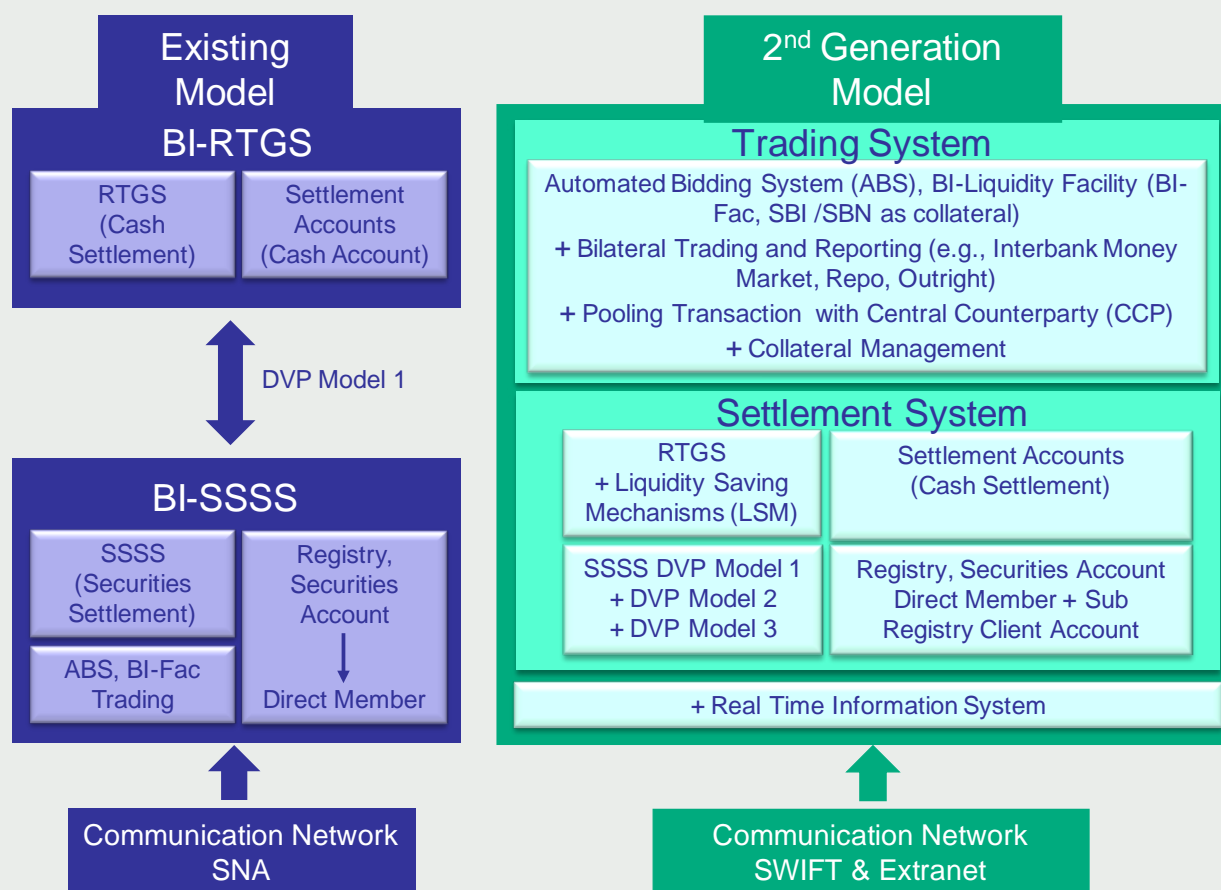 Existing
Model
BI-RTGS
RTGS
(Cash
Settlement)
Settlement
Accounts
(Cash Account)
DVP Model 1
BI-SSSS
SSSS
(Securities
Settlement)
ABS, BI-Fac
Trading
Registry,
Securities
Account
Direct Member
Communication Network
SNA
2nd Generation
Model
Trading System
Automated Bidding System (ABS), BI-Liquidity Facility (BI-
Fac, SBI /SBN as collateral)
+ Bilateral Trading and Reporting (e.g., Interbank Money
Market, Repo, Outright)
+ Pooling Transaction with Central Counterparty (CCP)
+ Collateral Management
Settlement System
RTGS
+ Liquidity Saving
Mechanisms (LSM)
Settlement Accounts
(Cash Settlement)
SSSS DVP Model 1
+ DVP Model 2
+ DVP Model 3
Registry, Securities Account
Direct Member + Sub
Registry Client Account
+ Real Time Information System
Communication Network
SWIFT & Extranet